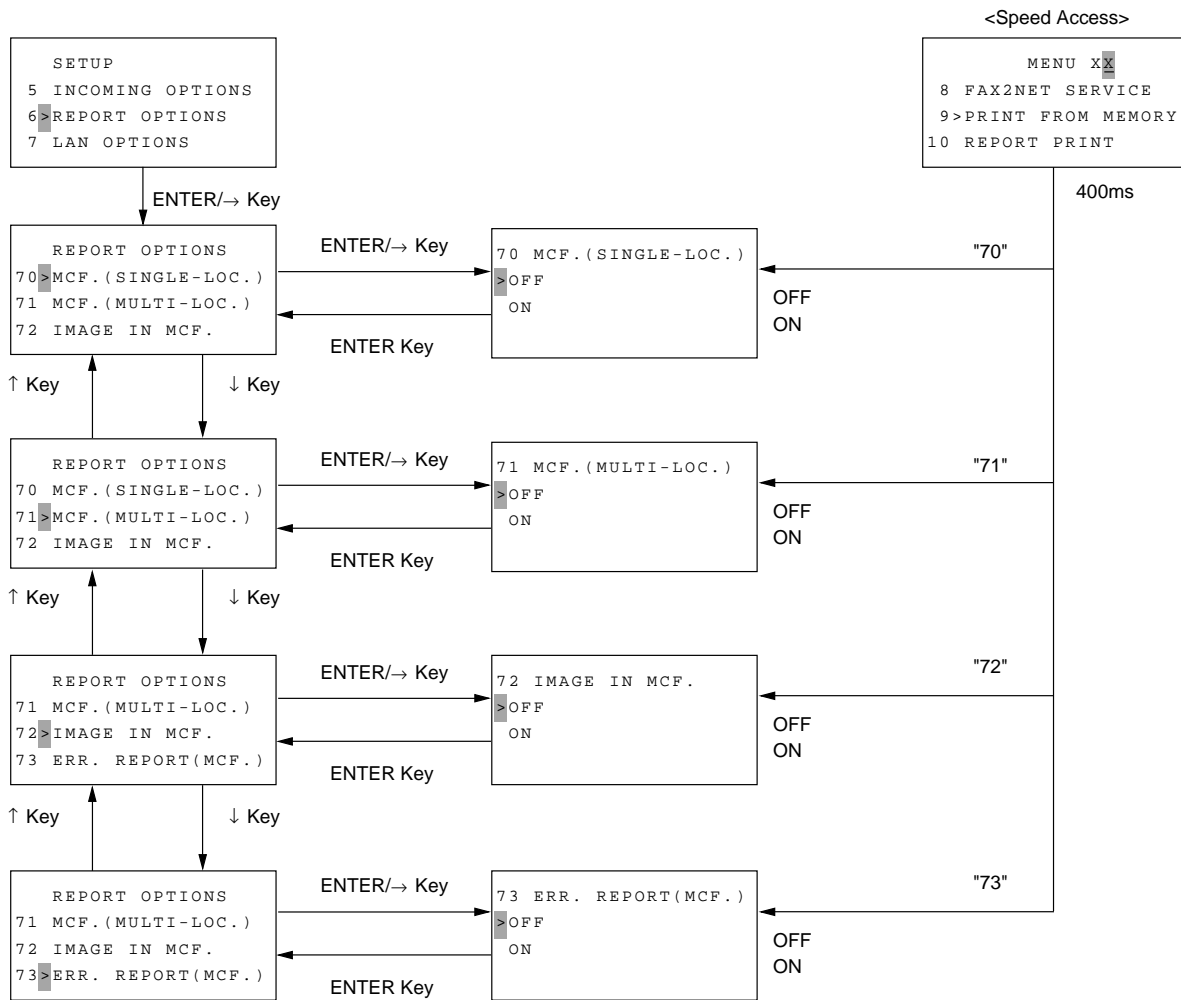 <Speed Access>
SETUP
5 INCOMING OPTIONS
6>REPORT OPTIONS
7 LAN OPTIONS
MENU XX
8 FAX2NET SERVICE
9>PRINT FROM MEMORY
10 REPORT PRINT
ENTER/→ Key
400ms
REPORT OPTIONS
70>MCF.(SINGLE-LOC.)
71 MCF.(MULTI-LOC.)
72 IMAGE IN MCF.
ENTER/→ Key
ENTER Key
70 MCF.(SINGLE-LOC.)
>OFF
ON
"70"
OFF
ON
↑ Key
↓ Key
REPORT OPTIONS
70 MCF.(SINGLE-LOC.)
71>MCF.(MULTI-LOC.)
72 IMAGE IN MCF.
ENTER/→ Key
ENTER Key
71 MCF.(MULTI-LOC.)
>OFF
ON
"71"
OFF
ON
↑ Key
↓ Key
REPORT OPTIONS
71 MCF.(MULTI-LOC.)
72>IMAGE IN MCF.
73 ERR. REPORT(MCF.)
ENTER/→ Key
ENTER Key
72 IMAGE IN MCF.
>OFF
ON
"72"
OFF
ON
↑ Key
↓ Key
REPORT OPTIONS
71 MCF.(MULTI-LOC.)
72 IMAGE IN MCF.
73>ERR. REPORT(MCF.)
ENTER/→ Key
ENTER Key
73 ERR. REPORT(MCF.)
>OFF
ON
"73"
OFF
ON